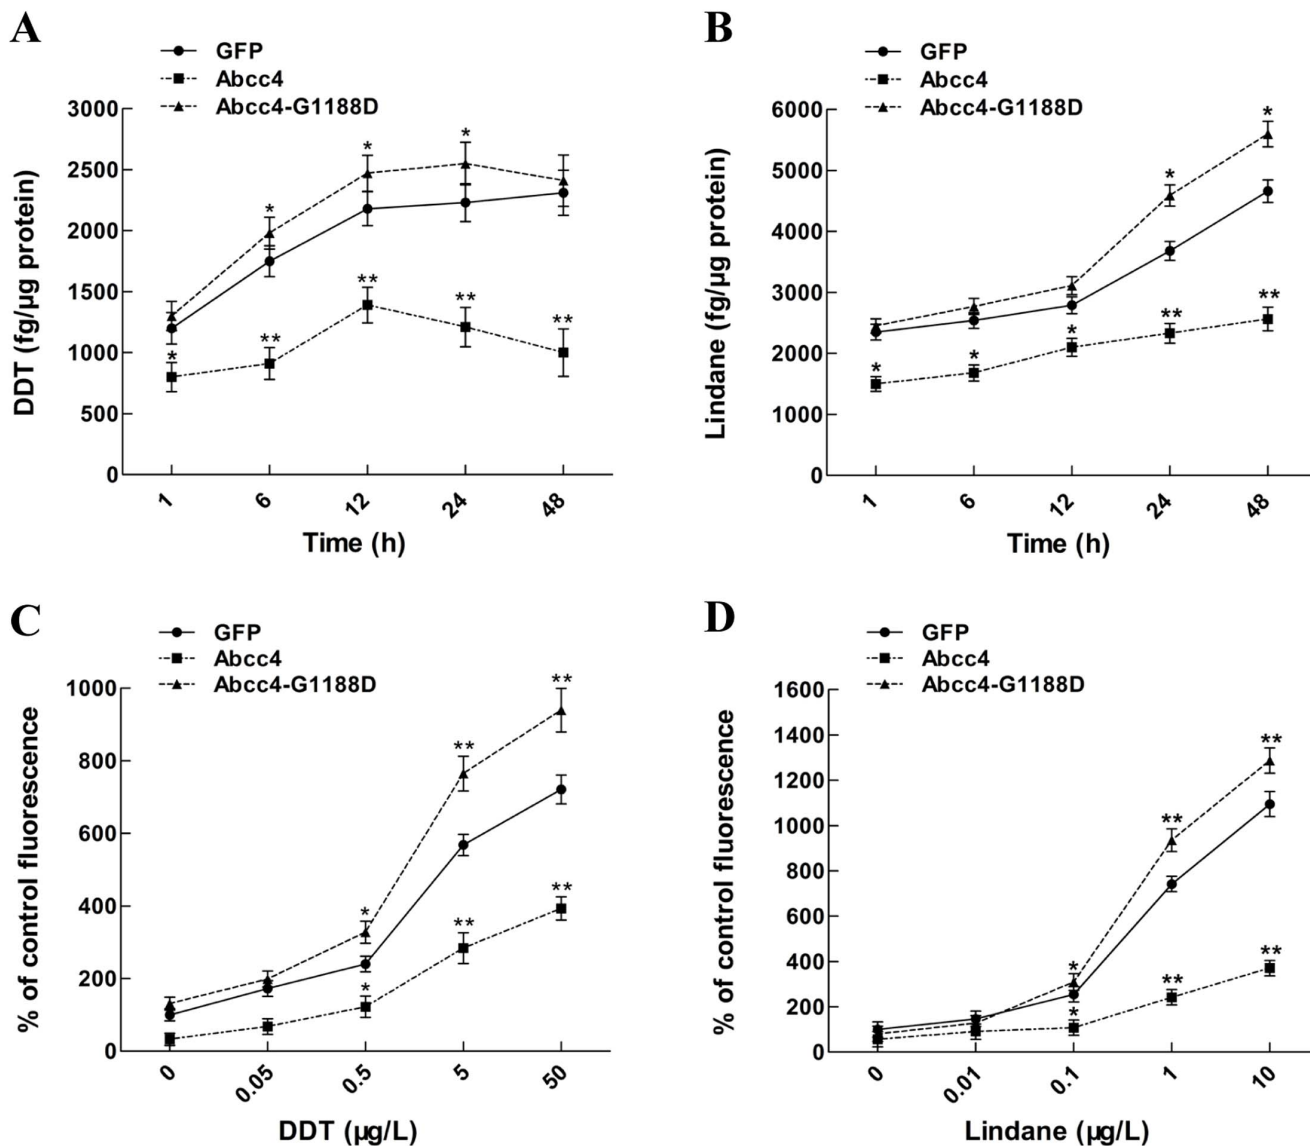 A
GFP
Abcc4
Abcc4-G1188D
DDT (fg/µg protein)
3000
2500
2000
1500
1000
500
0
* * * *
** ** ** **
1 6 12 24 48
Time (h)
B
GFP
Abcc4
Abcc4-G1188D
Lindane (fg/µg protein)
6000
5000
4000
3000
2000
1000
0
* *
* * * ** **
1 6 12 24 48
Time (h)
C
GFP
Abcc4
Abcc4-G1188D
% of control fluorescence
1000
800
600
400
200
0
* ** **
* ** **
0 0.05 0.5 5 50
DDT (µg/L)
D
GFP
Abcc4
Abcc4-G1188D
% of control fluorescence
1600
1400
1200
1000
800
600
400
200
0
* ** **
* ** **
0 0.01 0.1 1 10
Lindane (µg/L)